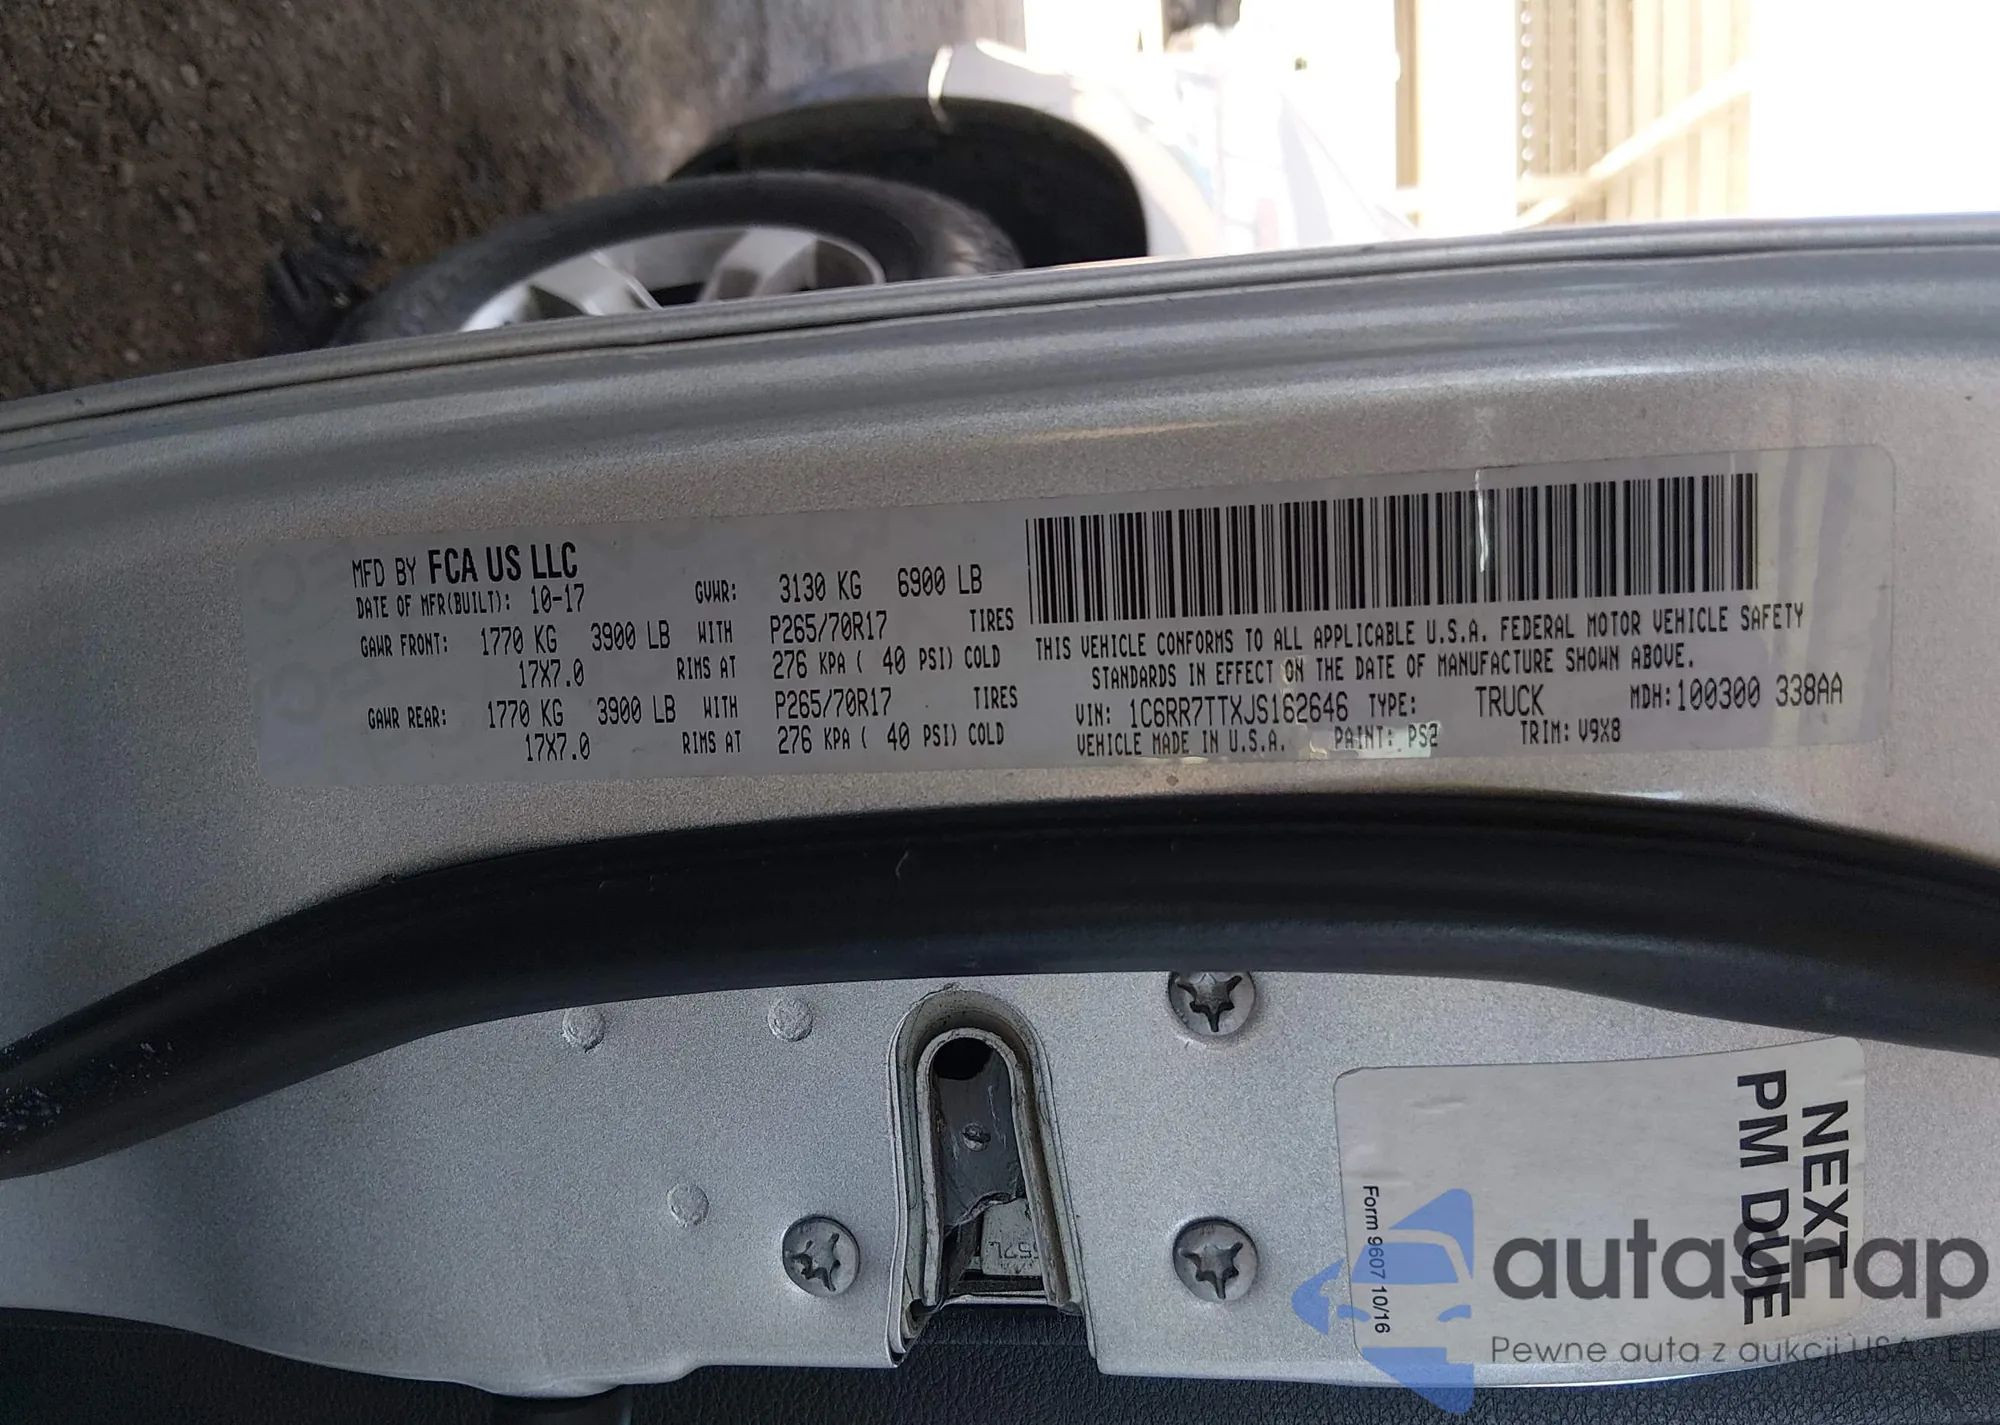 MFD BY FCA US LLC
DATE OF MFR(BUILT): 10-17
GVWR: 3130 KG 6900 LB
GAWR FRONT: 1770 KG 3900 LB WITH P265/70R17 TIRES
17X7.0 RIMS AT 276 KPA ( 40 PSI) COLD
GAWR REAR: 1770 KG 3900 LB WITH P265/70R17 TIRES
17X7.0 RIMS AT 276 KPA ( 40 PSI) COLD
THIS VEHICLE CONFORMS TO ALL APPLICABLE U.S.A. FEDERAL MOTOR VEHICLE SAFETY
STANDARDS IN EFFECT ON THE DATE OF MANUFACTURE SHOWN ABOVE.
VIN: 1C6RR7TTXJS162646 TYPE: TRUCK MDH:100300 338AA
VEHICLE MADE IN U.S.A. PAINT: PS2 TRIM: V9X8
NEXT
PM DUE
Form 9607 10/16
autosnap
Pewne auta z aukcji USA i EU